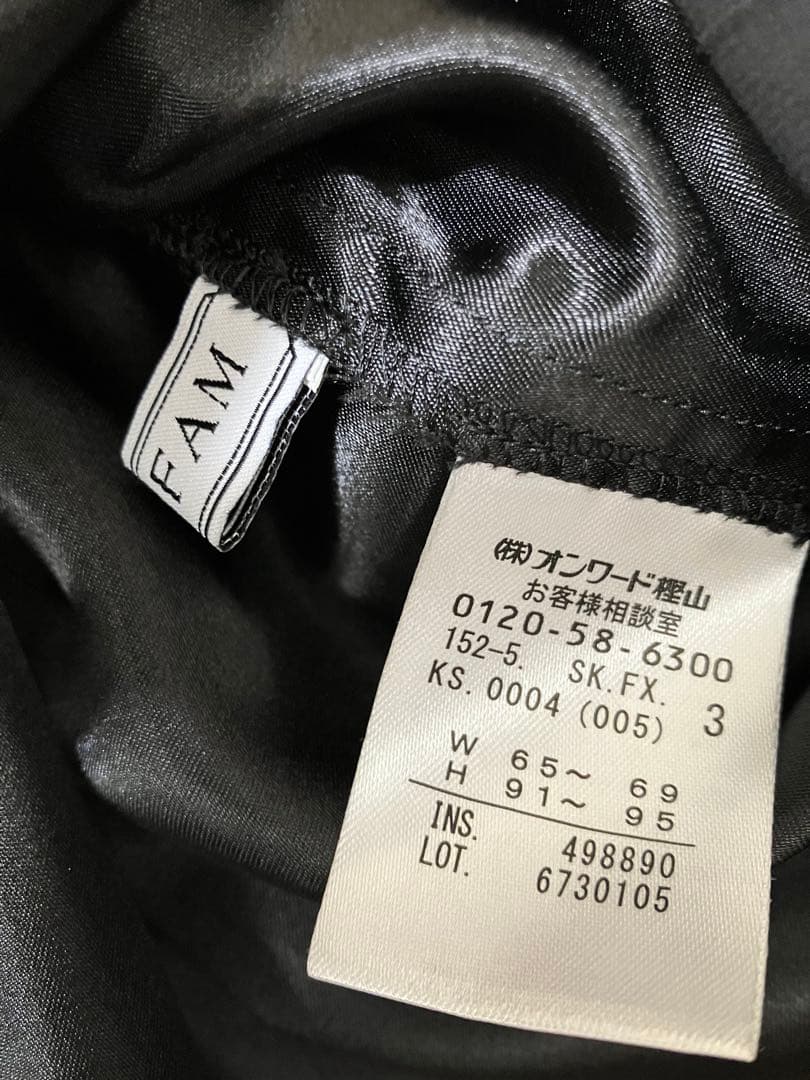 FAM
(株)オンワード樫山
お客様相談室
0120-58-6300
152-5. SK.FX. 3
KS. 0004 (005)
W 65〜 69
H 91〜 95
INS. 498890
LOT. 6730105